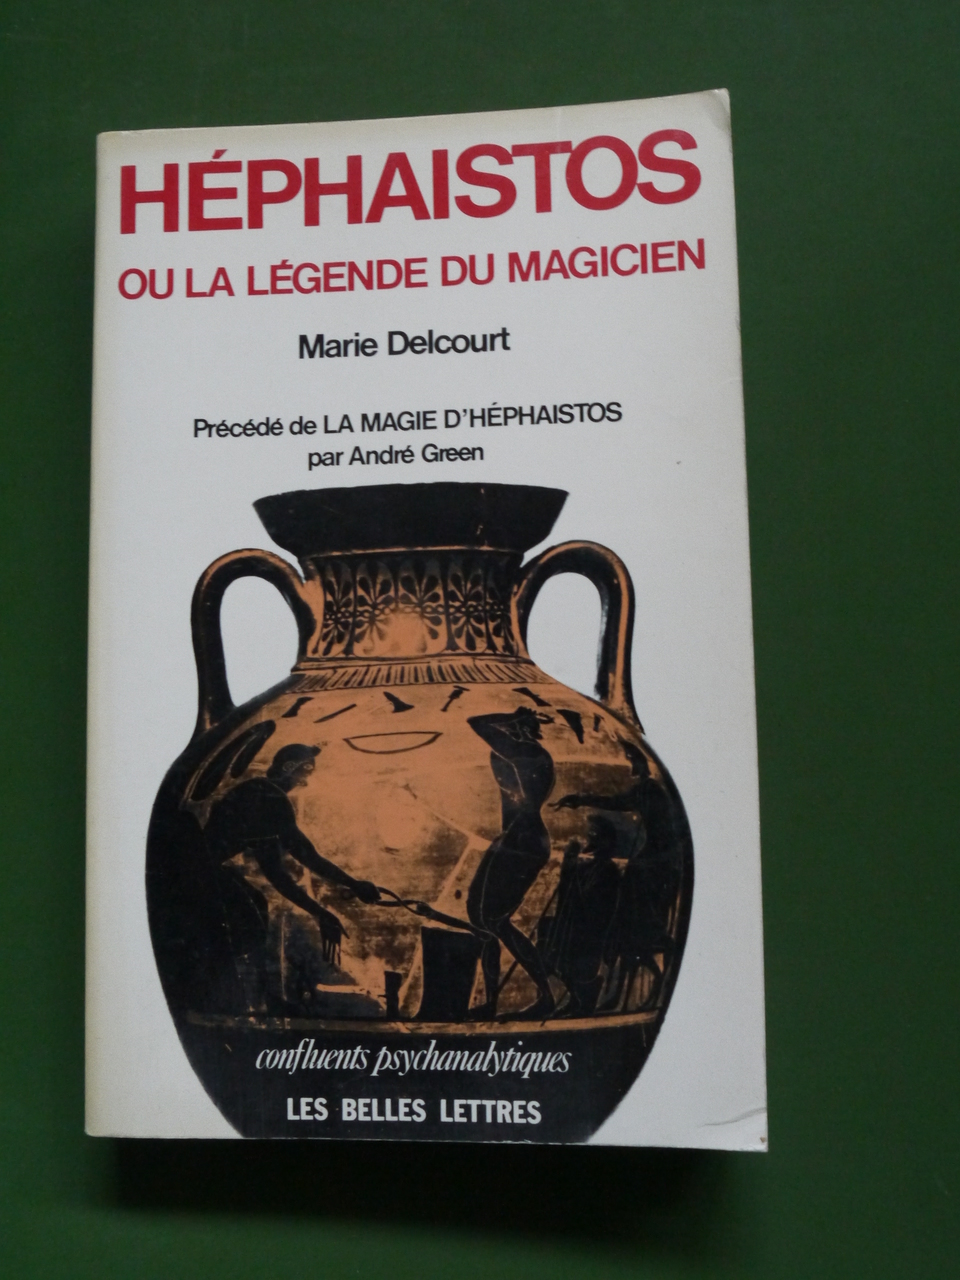 HÉPHAISTOS
OU LA LÉGENDE DU MAGICIEN
Marie Delcourt
Précédé de LA MAGIE D'HÉPHAISTOS
par André Green
confluents psychanalytiques
LES BELLES LETTRES